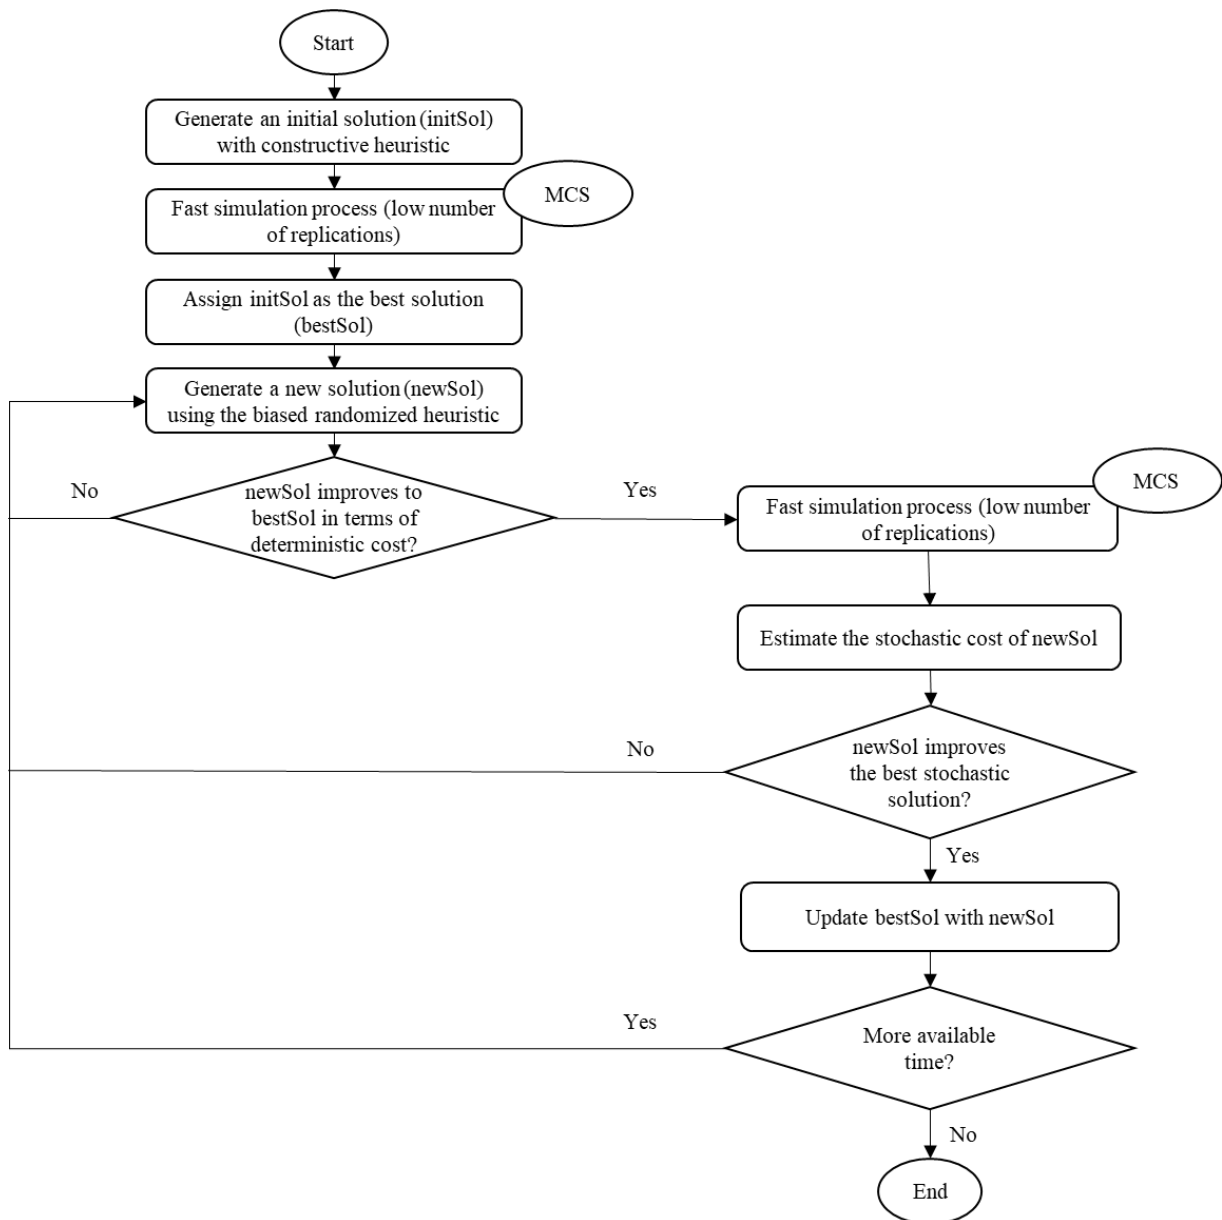 Start
Generate an initial solution (initSol)
with constructive heuristic
MCS
Fast simulation process (low number
of replications)
Assign initSol as the best solution
(bestSol)
Generate a new solution (newSol)
using the biased randomized heuristic
No
newSol improves to
bestSol in terms of
deterministic cost?
Yes
MCS
Fast simulation process (low number
of replications)
Estimate the stochastic cost of newSol
No
newSol improves
the best stochastic
solution?
Yes
Update bestSol with newSol
Yes
More available
time?
No
End